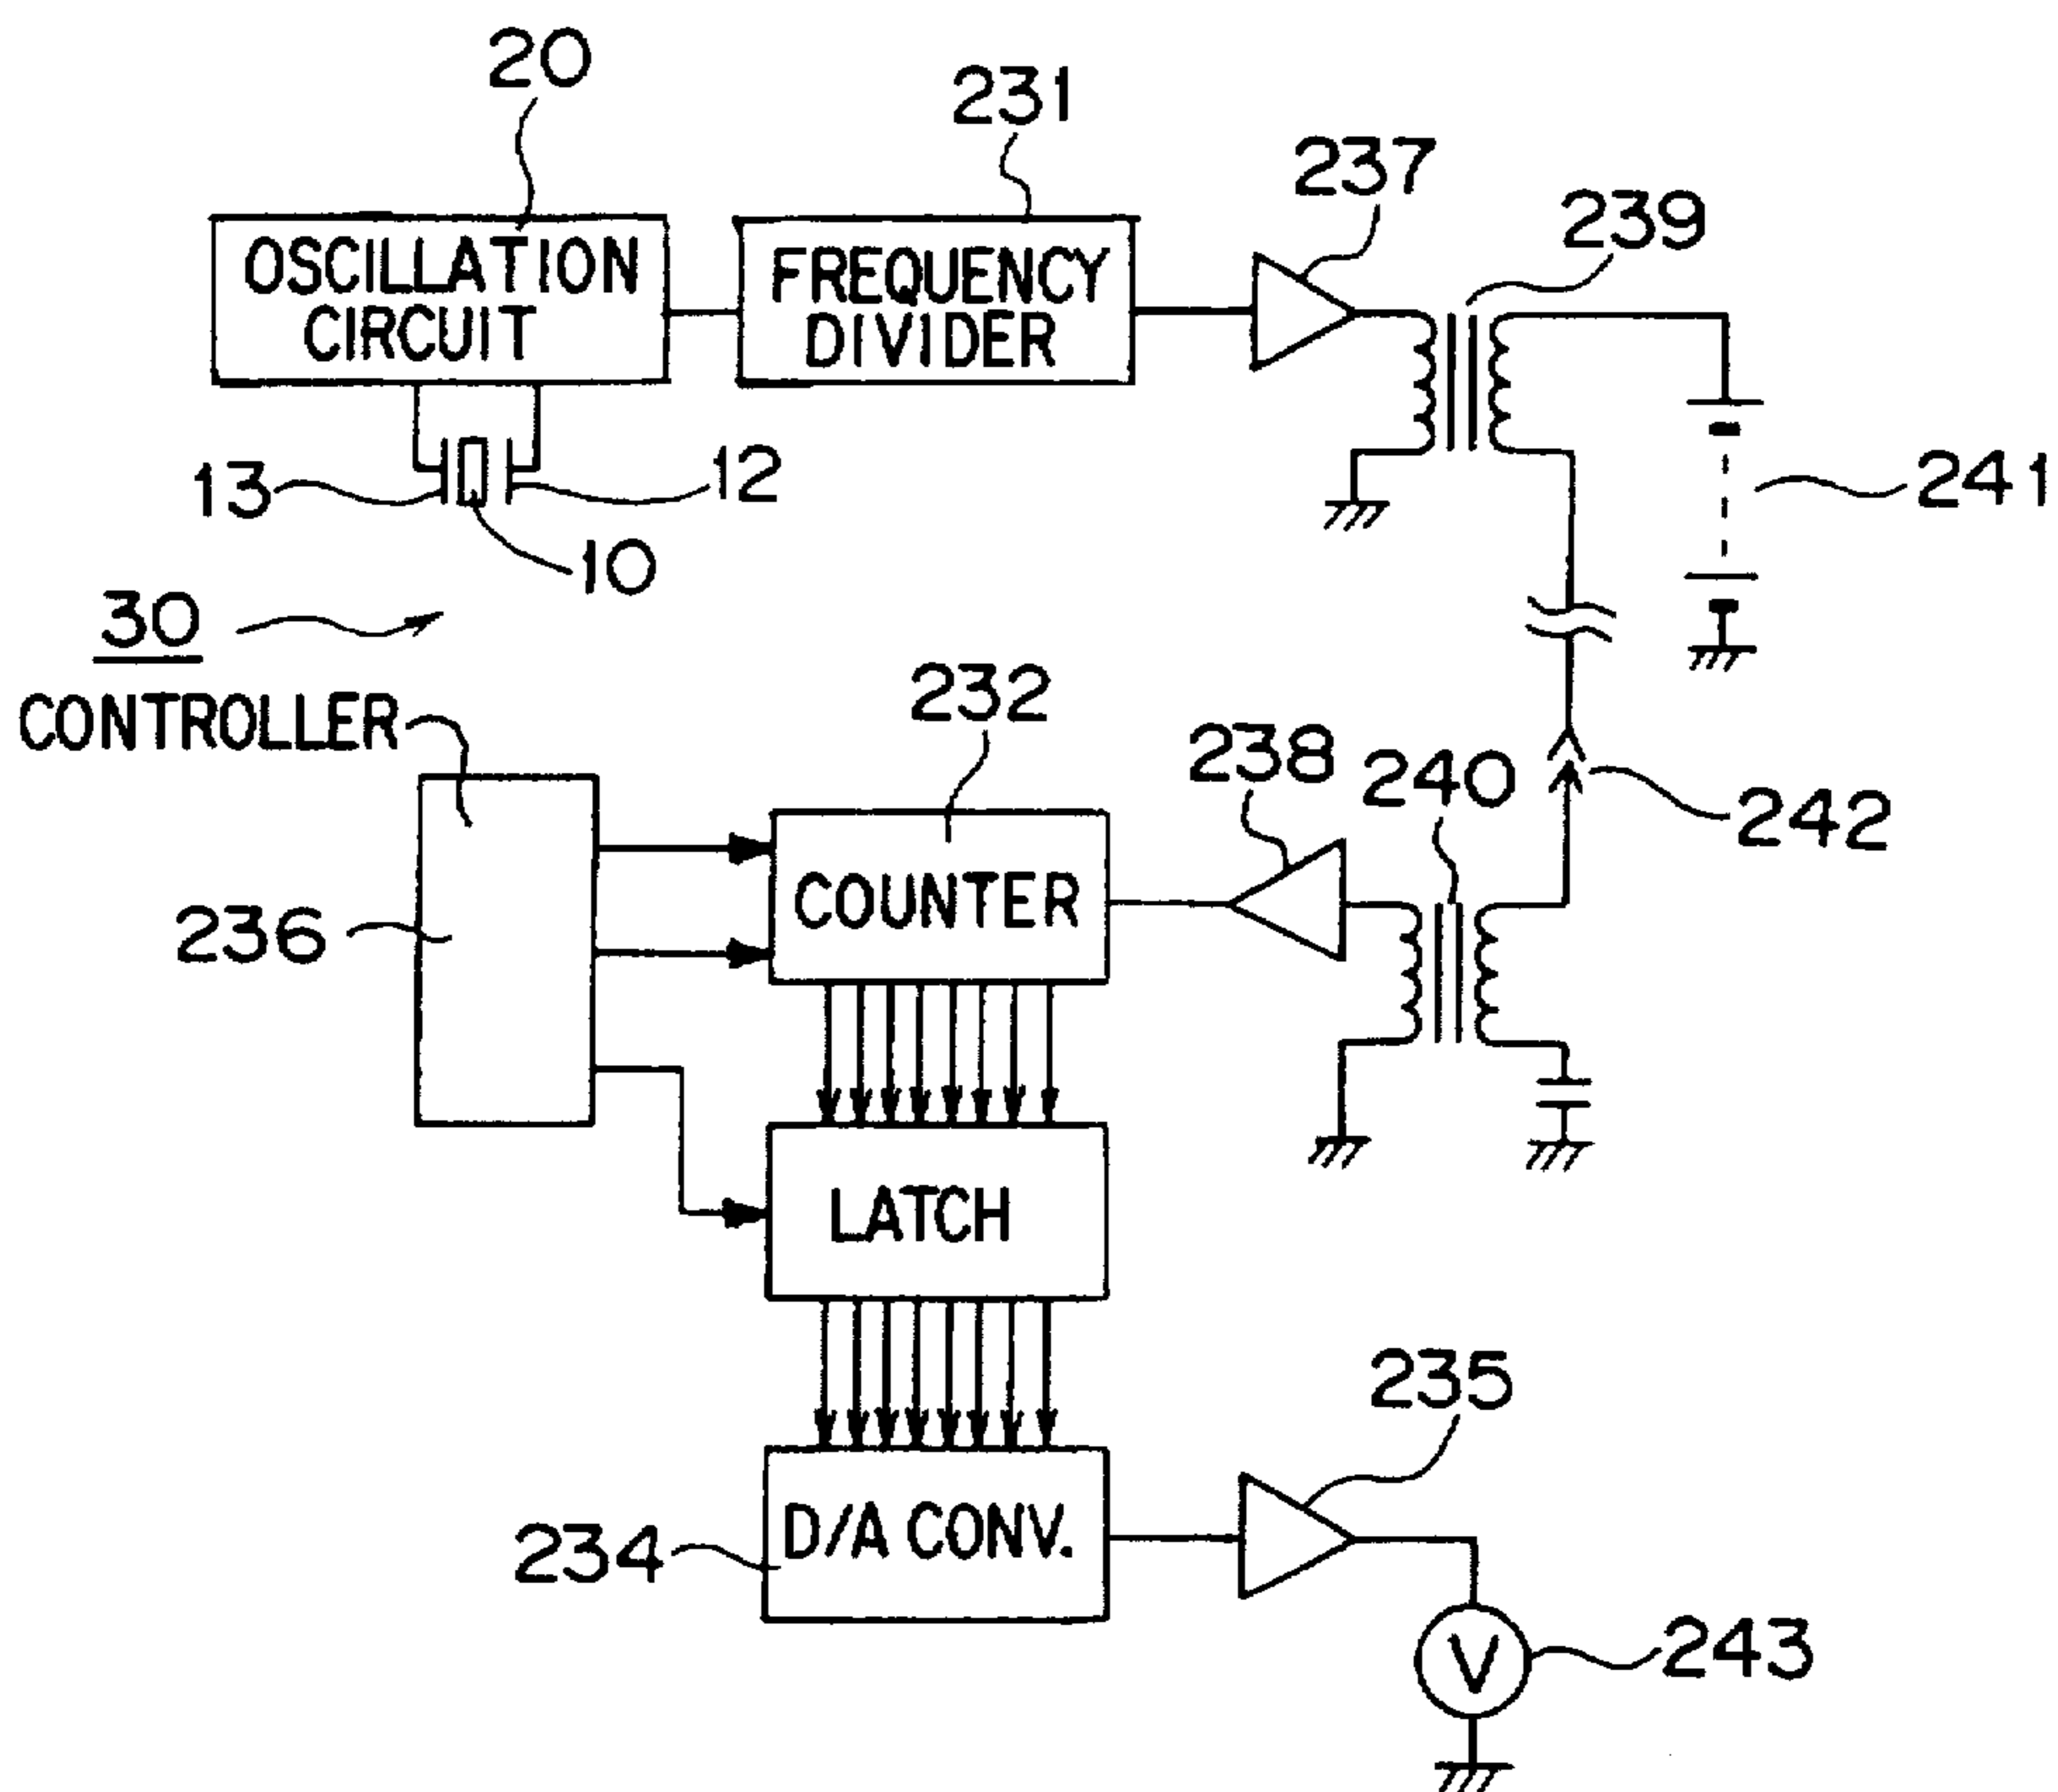 20
231
237
239
OSCILLATION
CIRCUIT
FREQUENCY
DIVIDER
13
12
10
241
30
CONTROLLER
232
238
240
242
236
COUNTER
LATCH
235
234
D/A CONV.
V
243